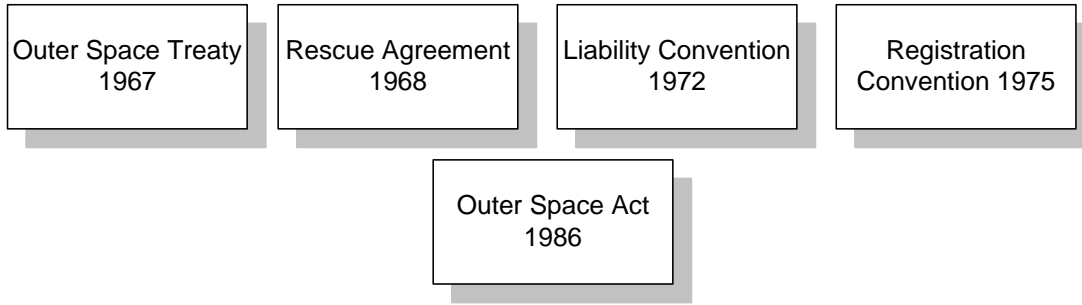 Outer Space Treaty
1967
Rescue Agreement
1968
Liability Convention
1972
Registration
Convention 1975
Outer Space Act
1986